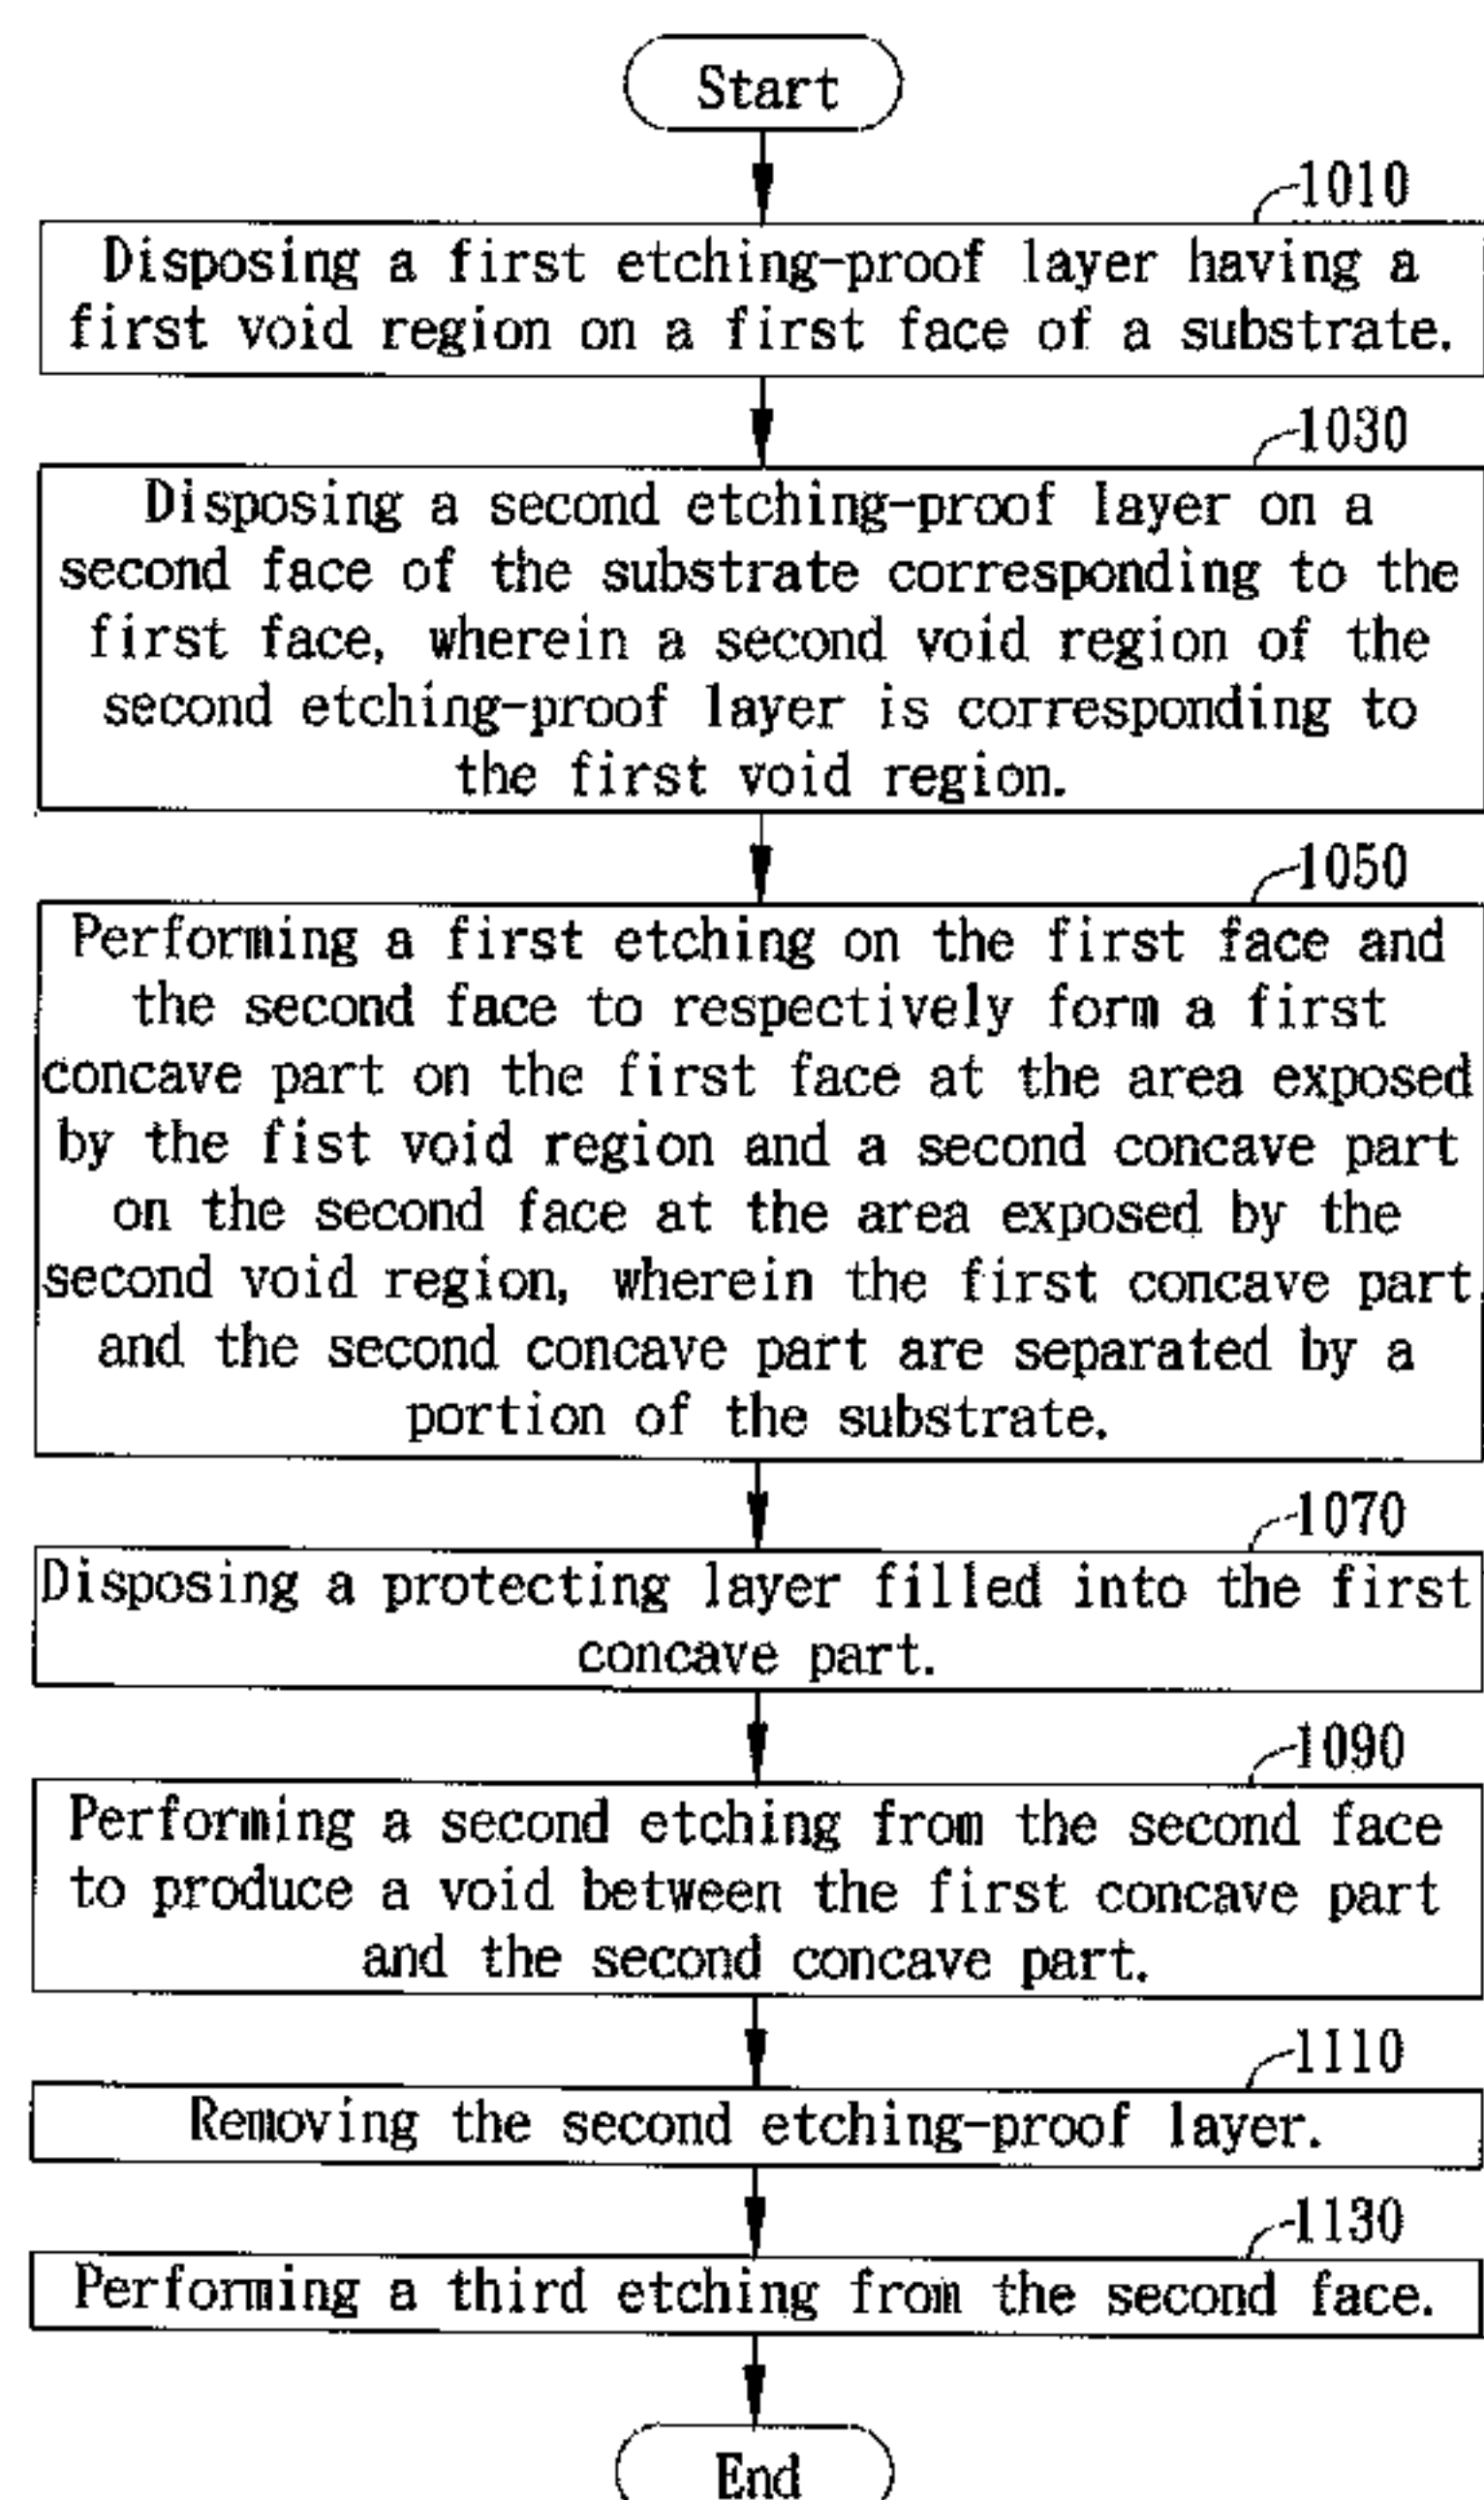 Start
1010
Disposing a first etching-proof layer having a
first void region on a first face of a substrate.
1030
Disposing a second etching-proof layer on a
second face of the substrate corresponding to the
first face, wherein a second void region of the
second etching-proof layer is corresponding to
the first void region.
1050
Performing a first etching on the first face and
the second face to respectively form a first
concave part on the first face at the area exposed
by the fist void region and a second concave part
on the second face at the area exposed by the
second void region, wherein the first concave part
and the second concave part are separated by a
portion of the substrate.
1070
Disposing a protecting layer filled into the first
concave part.
1090
Performing a second etching from the second face
to produce a void between the first concave part
and the second concave part.
1110
Removing the second etching-proof layer.
1130
Performing a third etching from the second face.
End